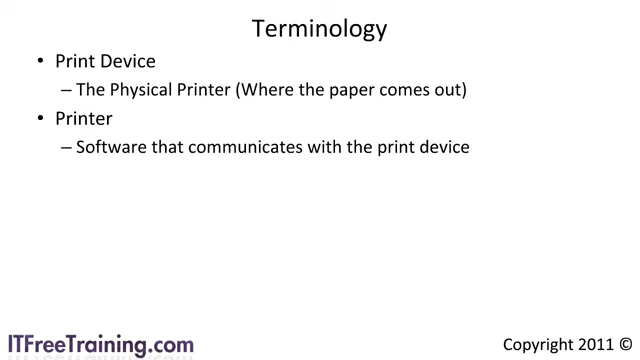 Terminology
• Print Device
– The Physical Printer (Where the paper comes out)
• Printer
– Software that communicates with the print device
ITFreeTraining.com
Copyright 2011 ©